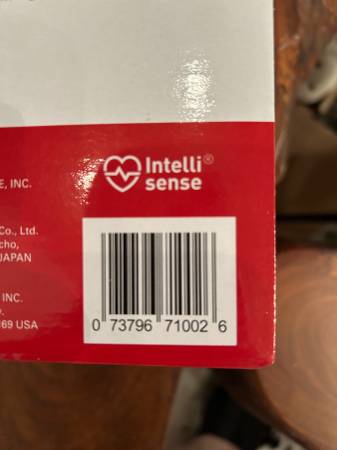 Intelli®
sense
E, INC.
Co., Ltd.
cho,
JAPAN
INC.
69 USA
0 73796 71002 6